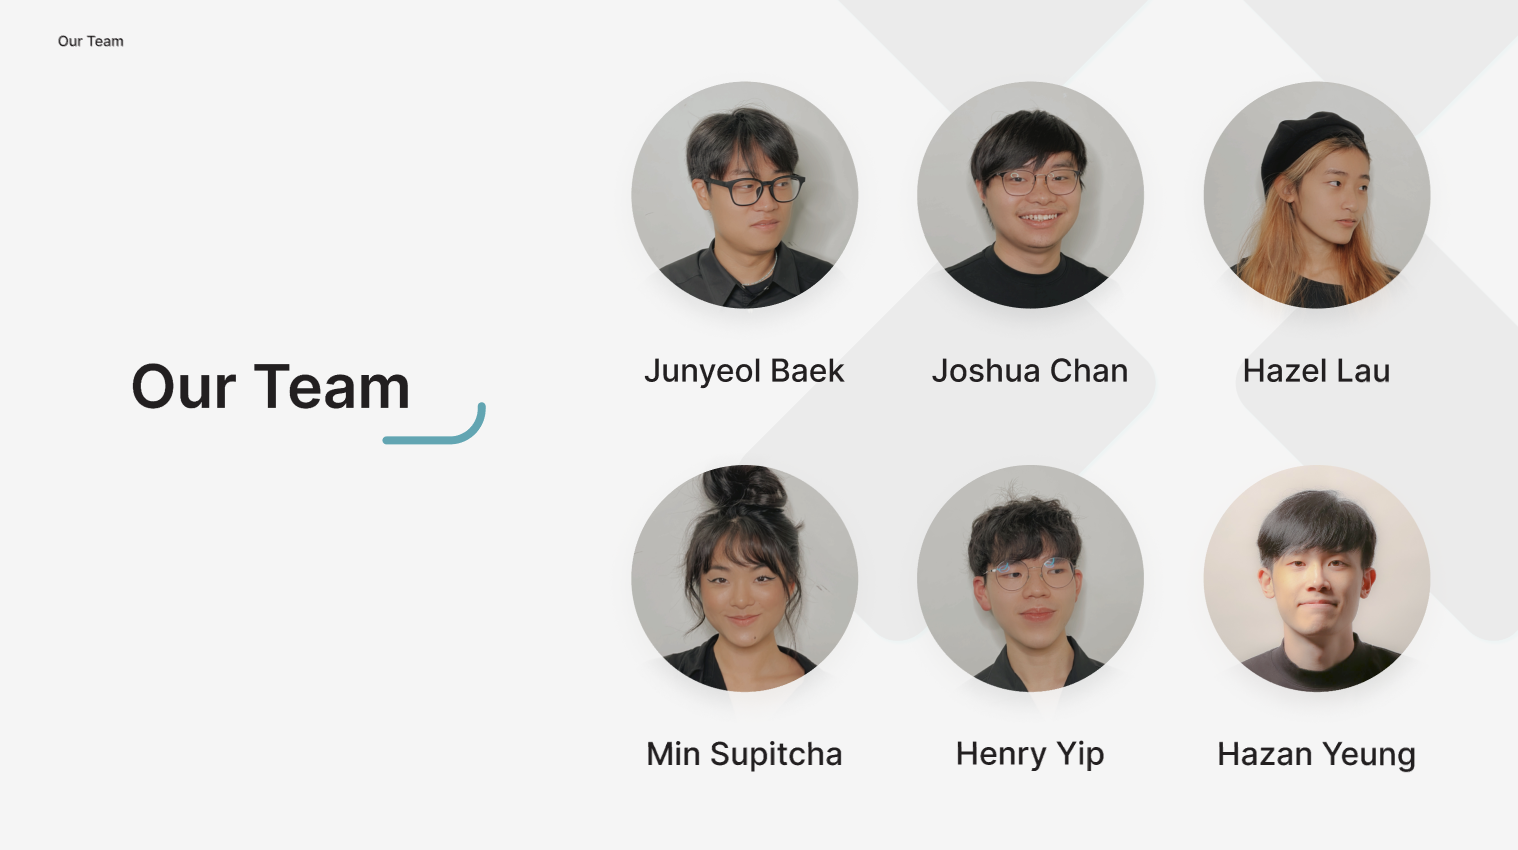 Our Team
Our Team
Junyeol Baek
Joshua Chan
Hazel Lau
Min Supitcha
Henry Yip
Hazan Yeung